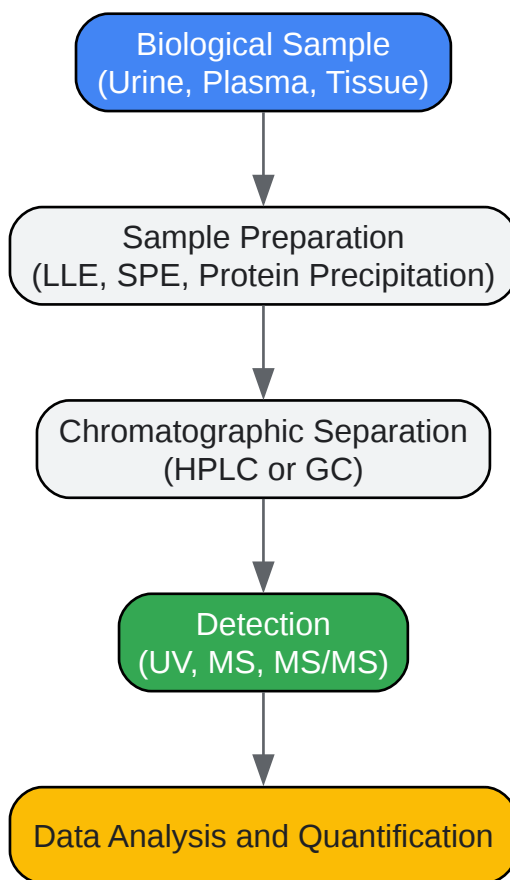 Biological Sample
(Urine, Plasma, Tissue)
Sample Preparation
(LLE, SPE, Protein Precipitation)
Chromatographic Separation
(HPLC or GC)
Detection
(UV, MS, MS/MS)
Data Analysis and Quantification